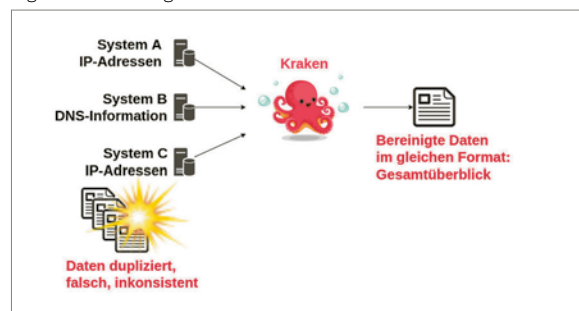 System A
IP-Adressen
System B
DNS-Information
System C
IP-Adressen
Daten dupliziert,
falsch, inkonsistent
Kraken
Bereinigte Daten
im gleichen Format:
Gesamtüberblick